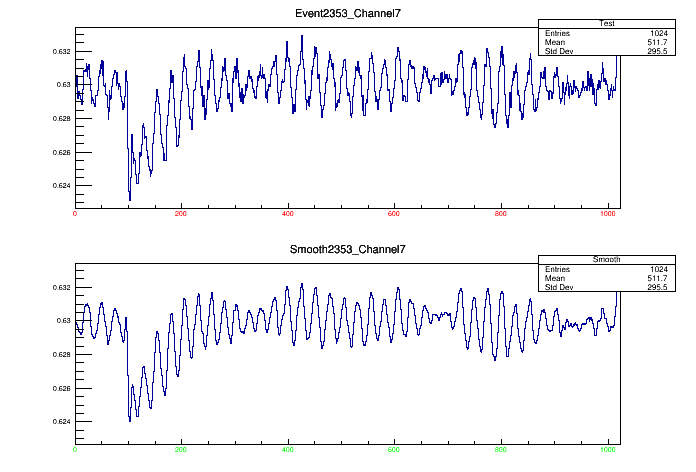 Event2353_Channel7
Test
Entries 1024
Mean 511.7
Std Dev 295.5
0.632
0.63
0.628
0.626
0.624
0 200 400 600 800 1000
Smooth2353_Channel7
Smooth
Entries 1024
Mean 511.7
Std Dev 295.5
0.632
0.63
0.628
0.626
0.624
0 200 400 600 800 1000